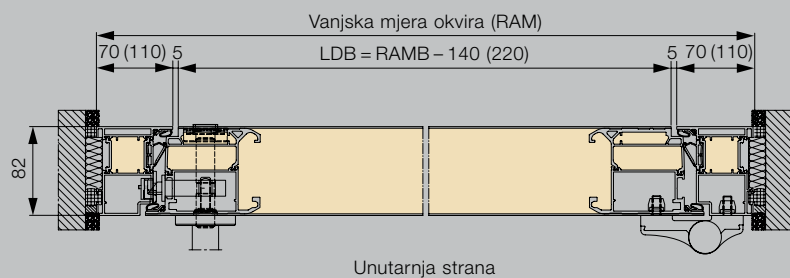 Vanjska mjera okvira (RAM)
70 (110) 5 LDB = RAMB – 140 (220) 5 70 (110)
82
Unutarnja strana